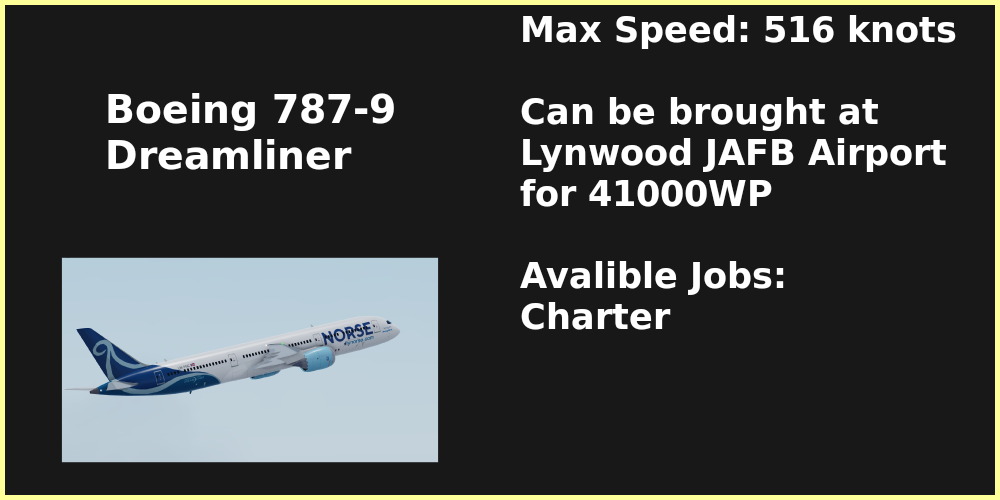 Boeing 787-9
Dreamliner
Max Speed: 516 knots
Can be brought at
Lynwood JAFB Airport
for 41000WP
Avalible Jobs:
Charter
NORSE